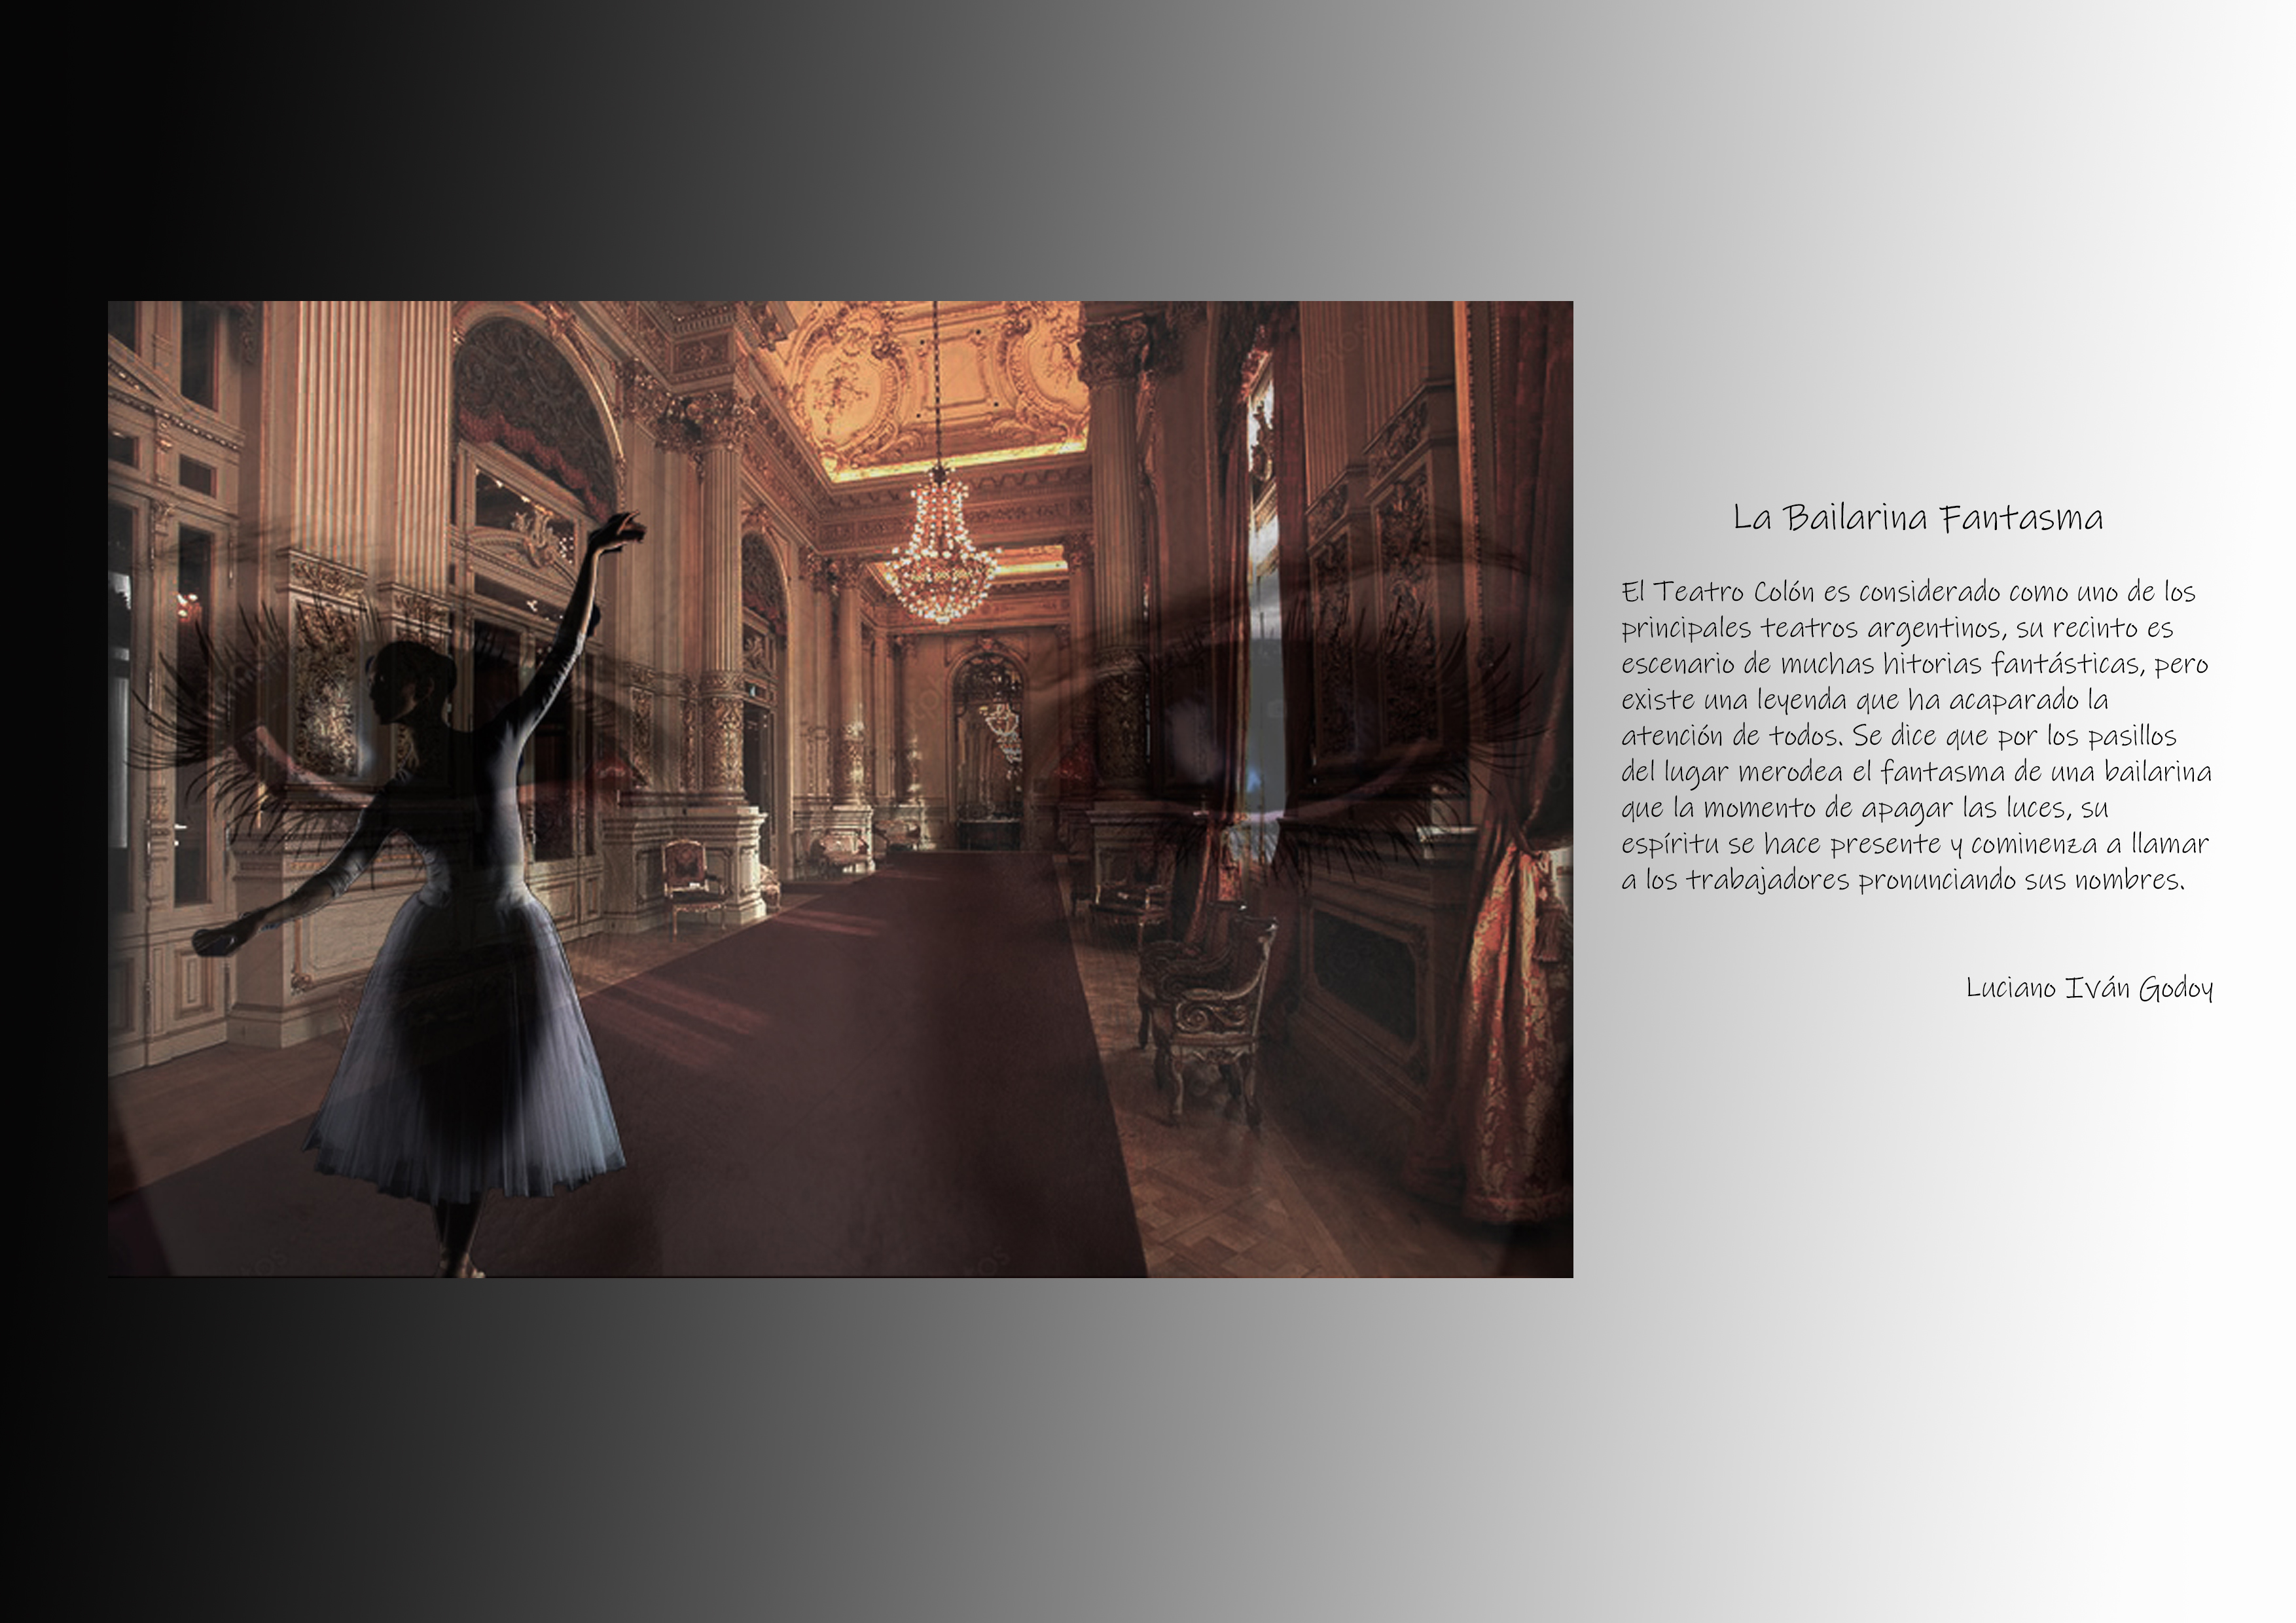 La Bailarina Fantasma
El Teatro Colón es considerado como uno de los
principales teatros argentinos, su recinto es
escenario de muchas hitorias fantásticas, pero
existe una leyenda que ha acaparado la
atención de todos. Se dice que por los pasillos
del lugar merodea el fantasma de una bailarina
que la momento de apagar las luces, su
espíritu se hace presente y cominenza a llamar
a los trabajadores pronunciando sus nombres.
Luciano Iván Godoy